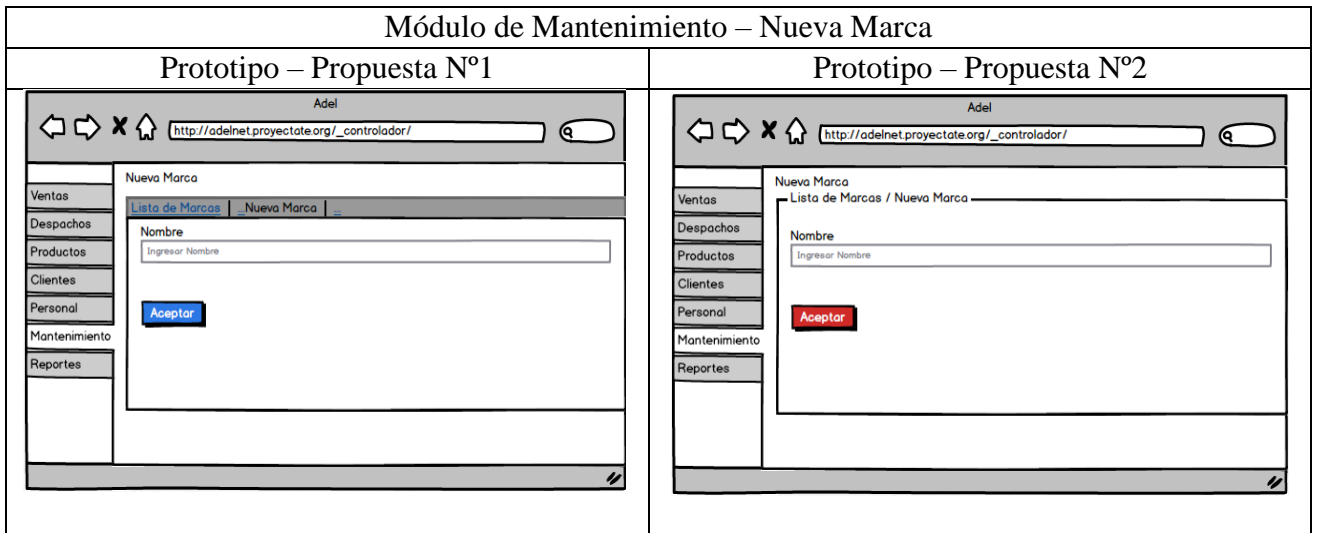 Módulo de Mantenimiento – Nueva Marca
Prototipo – Propuesta Nº1
Prototipo – Propuesta Nº2
Adel
http://adelnet.proyectate.org/_controlador/
Nueva Marca
Ventas
Despachos
Productos
Clientes
Personal
Mantenimiento
Reportes
Lista de Marcas | _Nueva Marca | _
Nombre
Ingresar Nombre
Aceptar
Adel
http://adelnet.proyectate.org/_controlador/
Nueva Marca
Ventas
Despachos
Productos
Clientes
Personal
Mantenimiento
Reportes
Lista de Marcas / Nueva Marca
Nombre
Ingresar Nombre
Aceptar